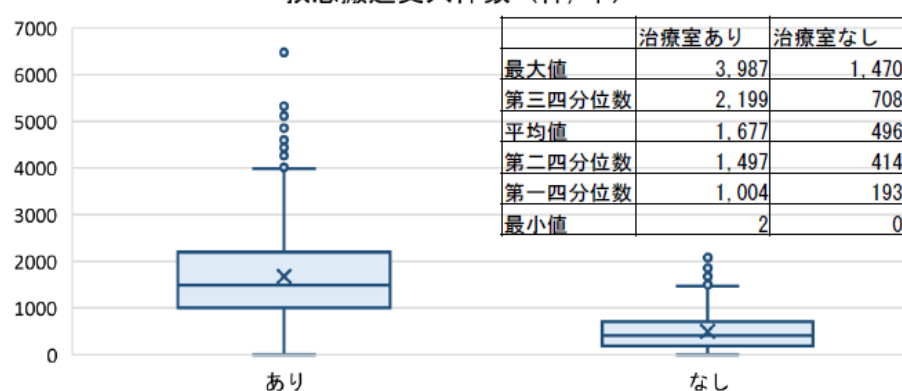 7000
6000
5000
4000
3000
2000
1000
0
あり
なし
治療室あり 治療室なし
最大値 3,987 1,470
第三四分位数 2,199 708
平均値 1,677 496
第二四分位数 1,497 414
第一四分位数 1,004 193
最小値 2 0